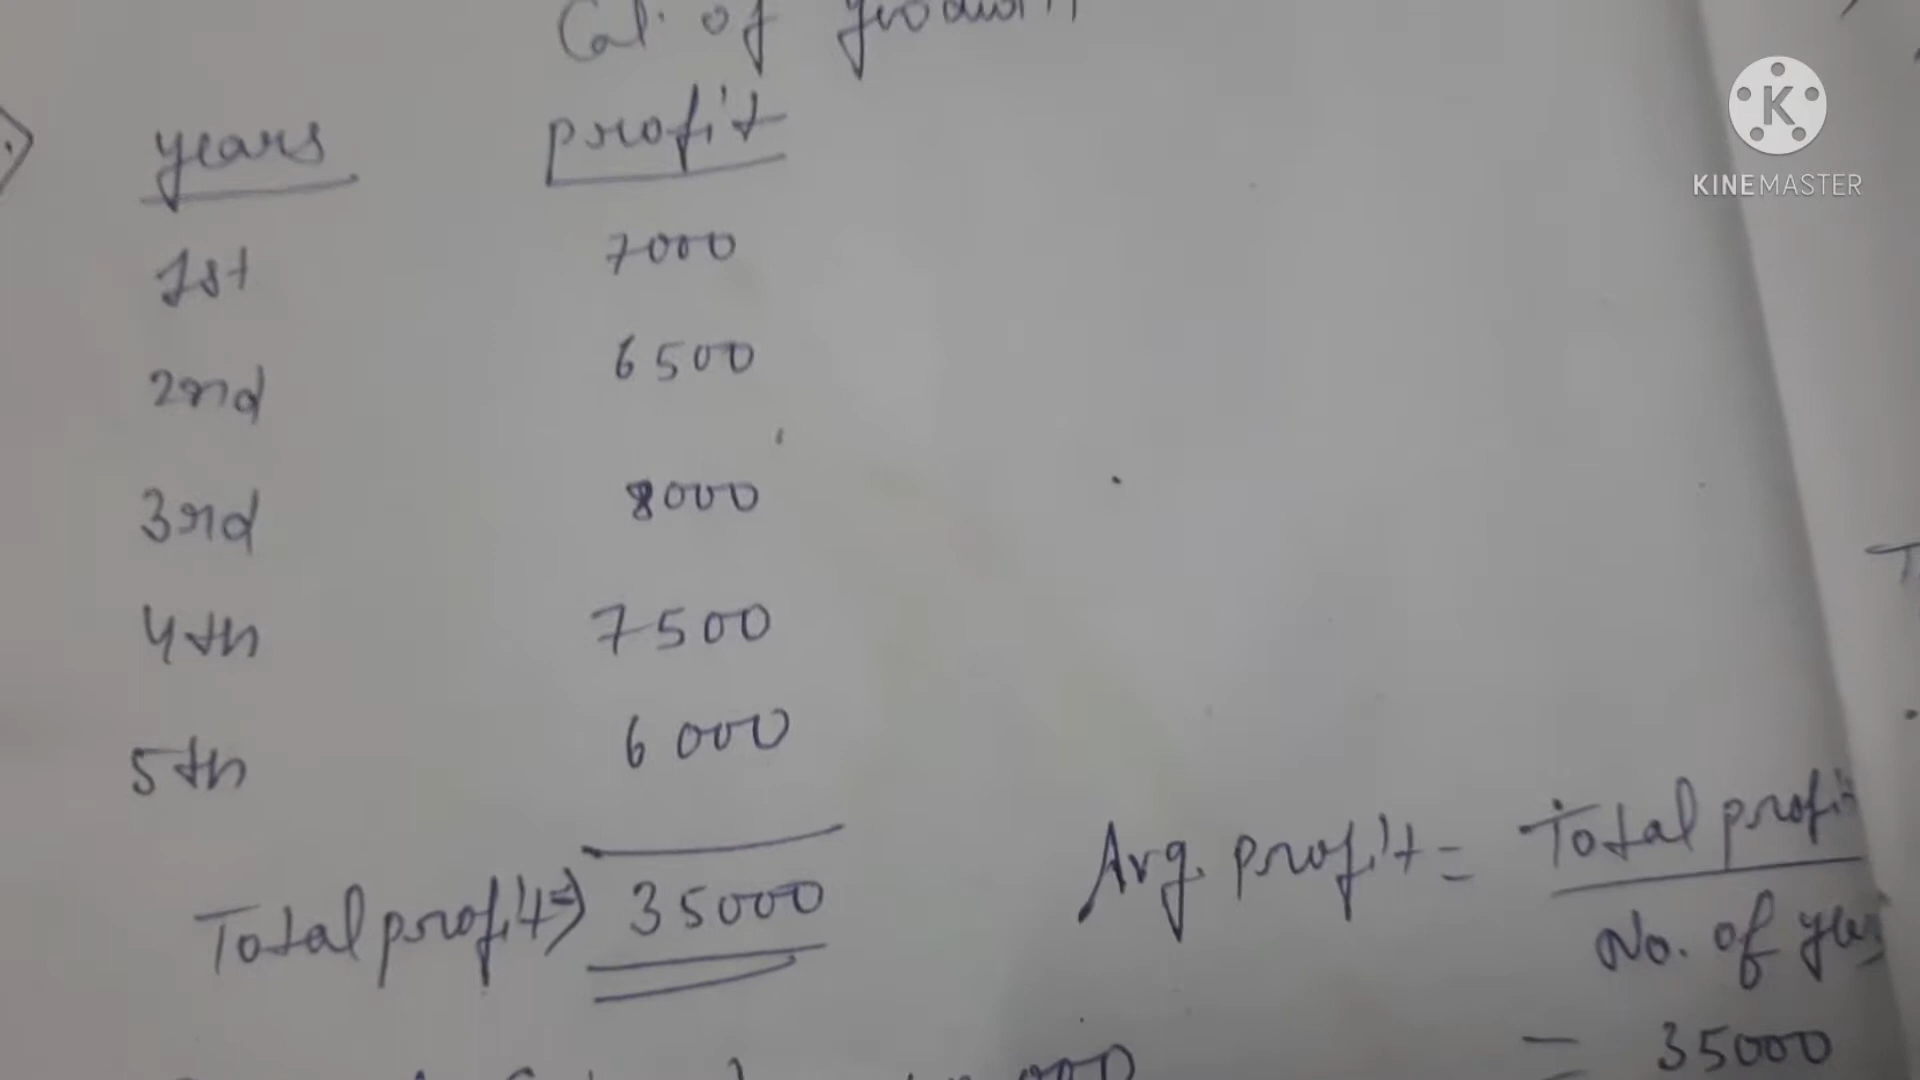 Cal. of goodwill
years profit
1st 7000
2nd 6500
3rd 8000
4th 7500
5th 6000
Total profit => 35000
Avg. profit = Total profit
No. of years
= 35000
K
KINEMASTER